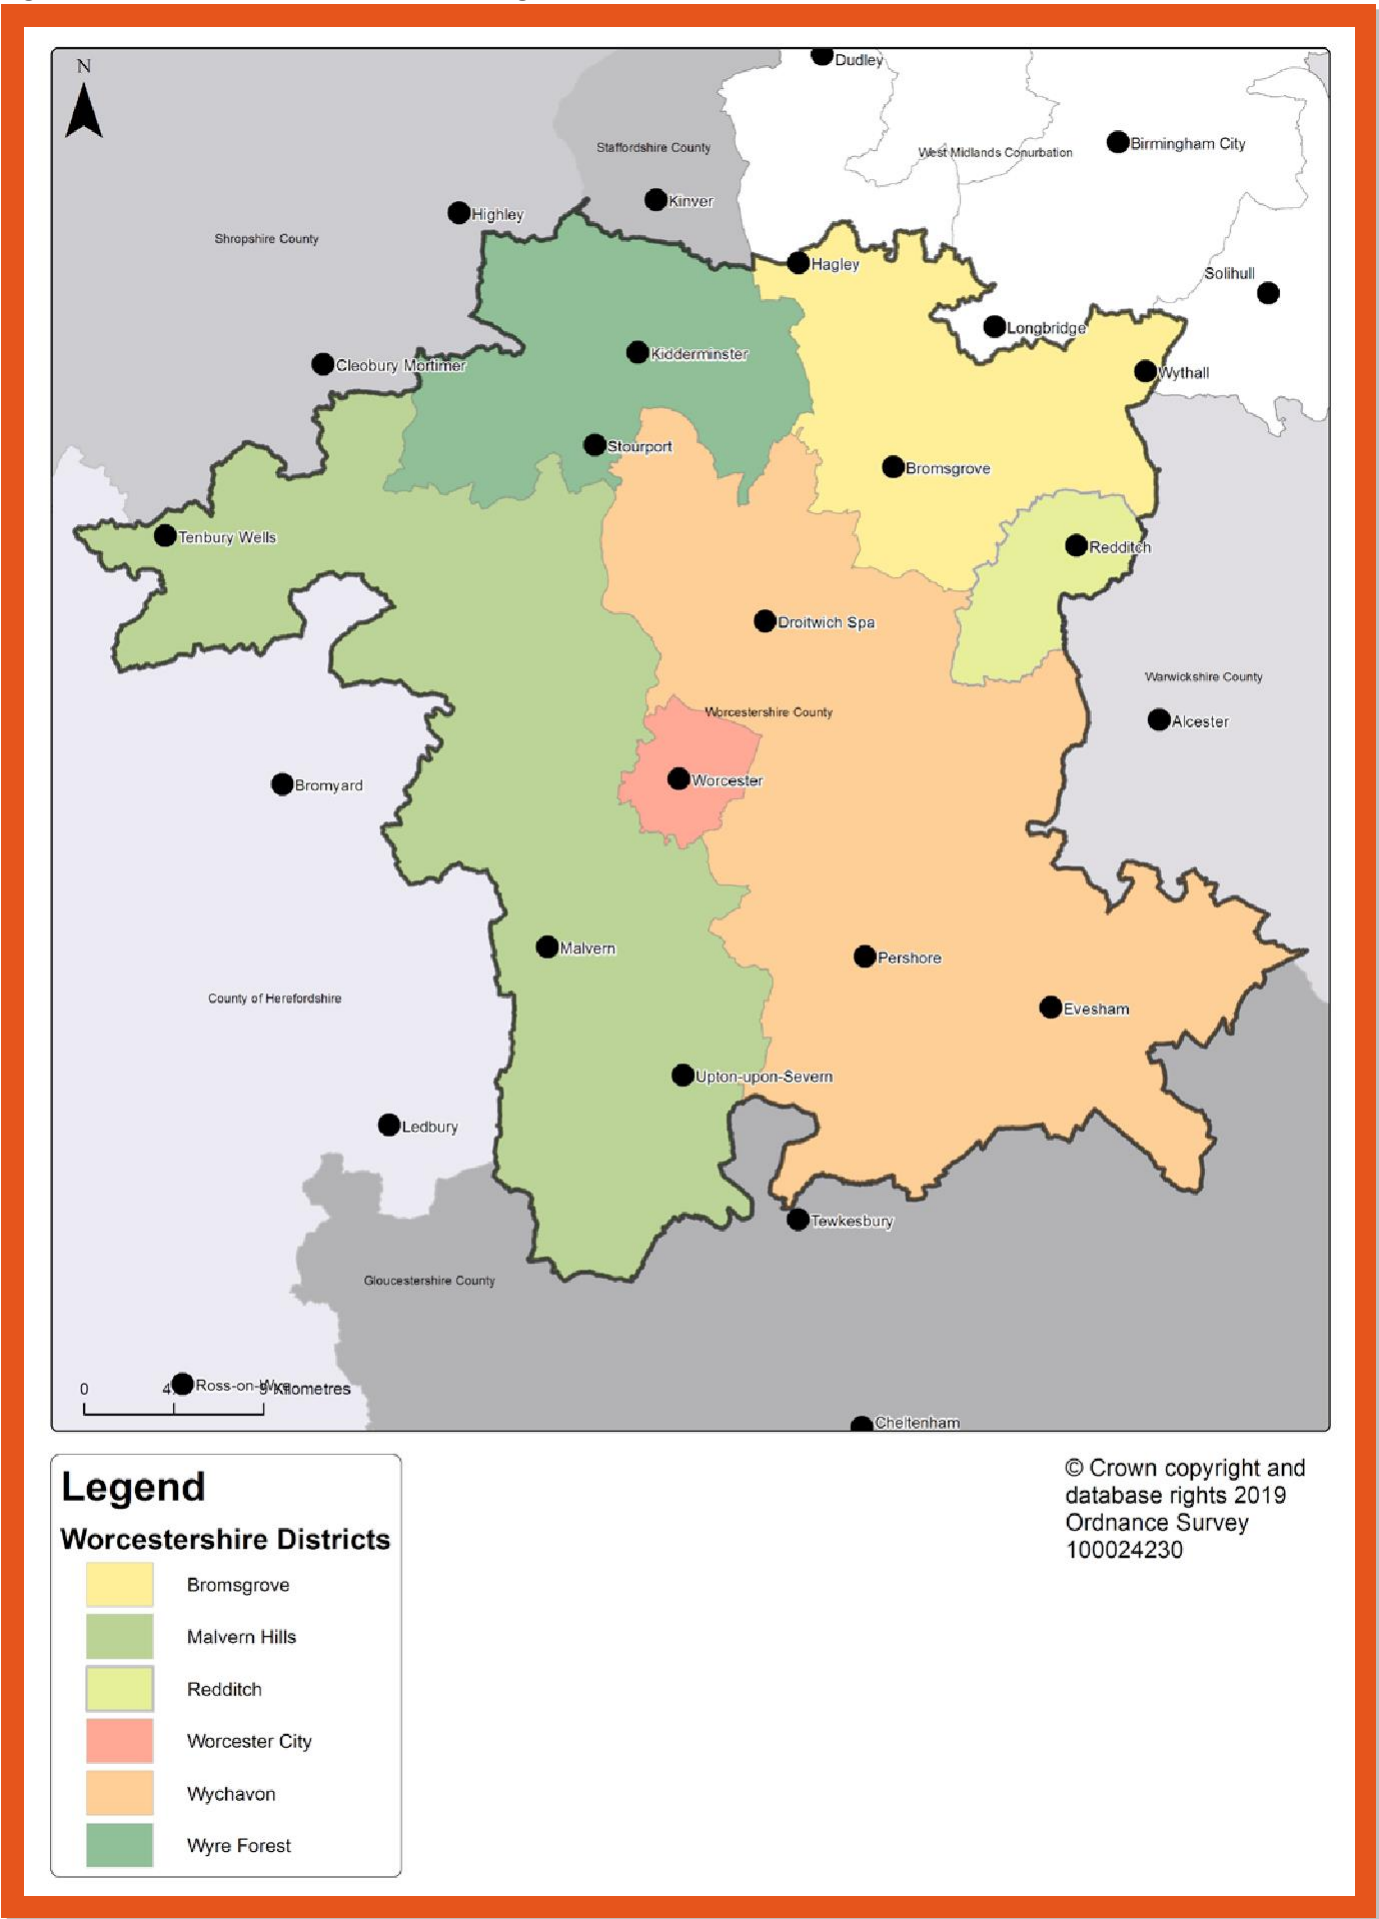 N
Dudley
Staffordshire County
West Midlands Conurbation
Birmingham City
Kinver
Highley
Shropshire County
Hagley
Solihull
Longbridge
Kidderminster
Cleobury Mortimer
Wythall
Stourport
Bromsgrove
Tenbury Wells
Redditch
Droitwich Spa
Warwickshire County
Worcestershire County
Alcester
Worcester
Bromyard
Malvern
Pershore
County of Herefordshire
Evesham
Upton-upon-Severn
Ledbury
Tewkesbury
Gloucestershire County
Ross-on-Wye
0
9 Kilometres
Cheltenham
Legend
Worcestershire Districts
Bromsgrove
Malvern Hills
Redditch
Worcester City
Wychavon
Wyre Forest
© Crown copyright and
database rights 2019
Ordnance Survey
100024230